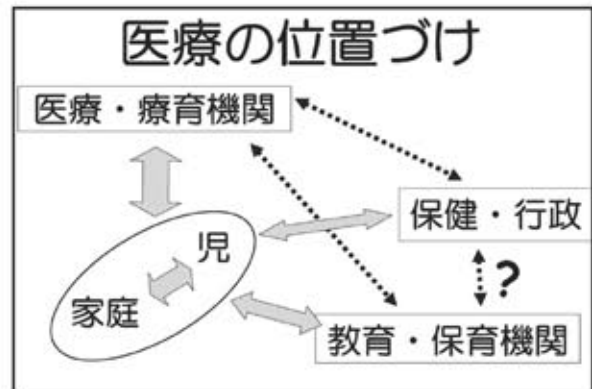 医療の位置づけ
医療・療育機関
保健・行政
児
家庭
?
教育・保育機関